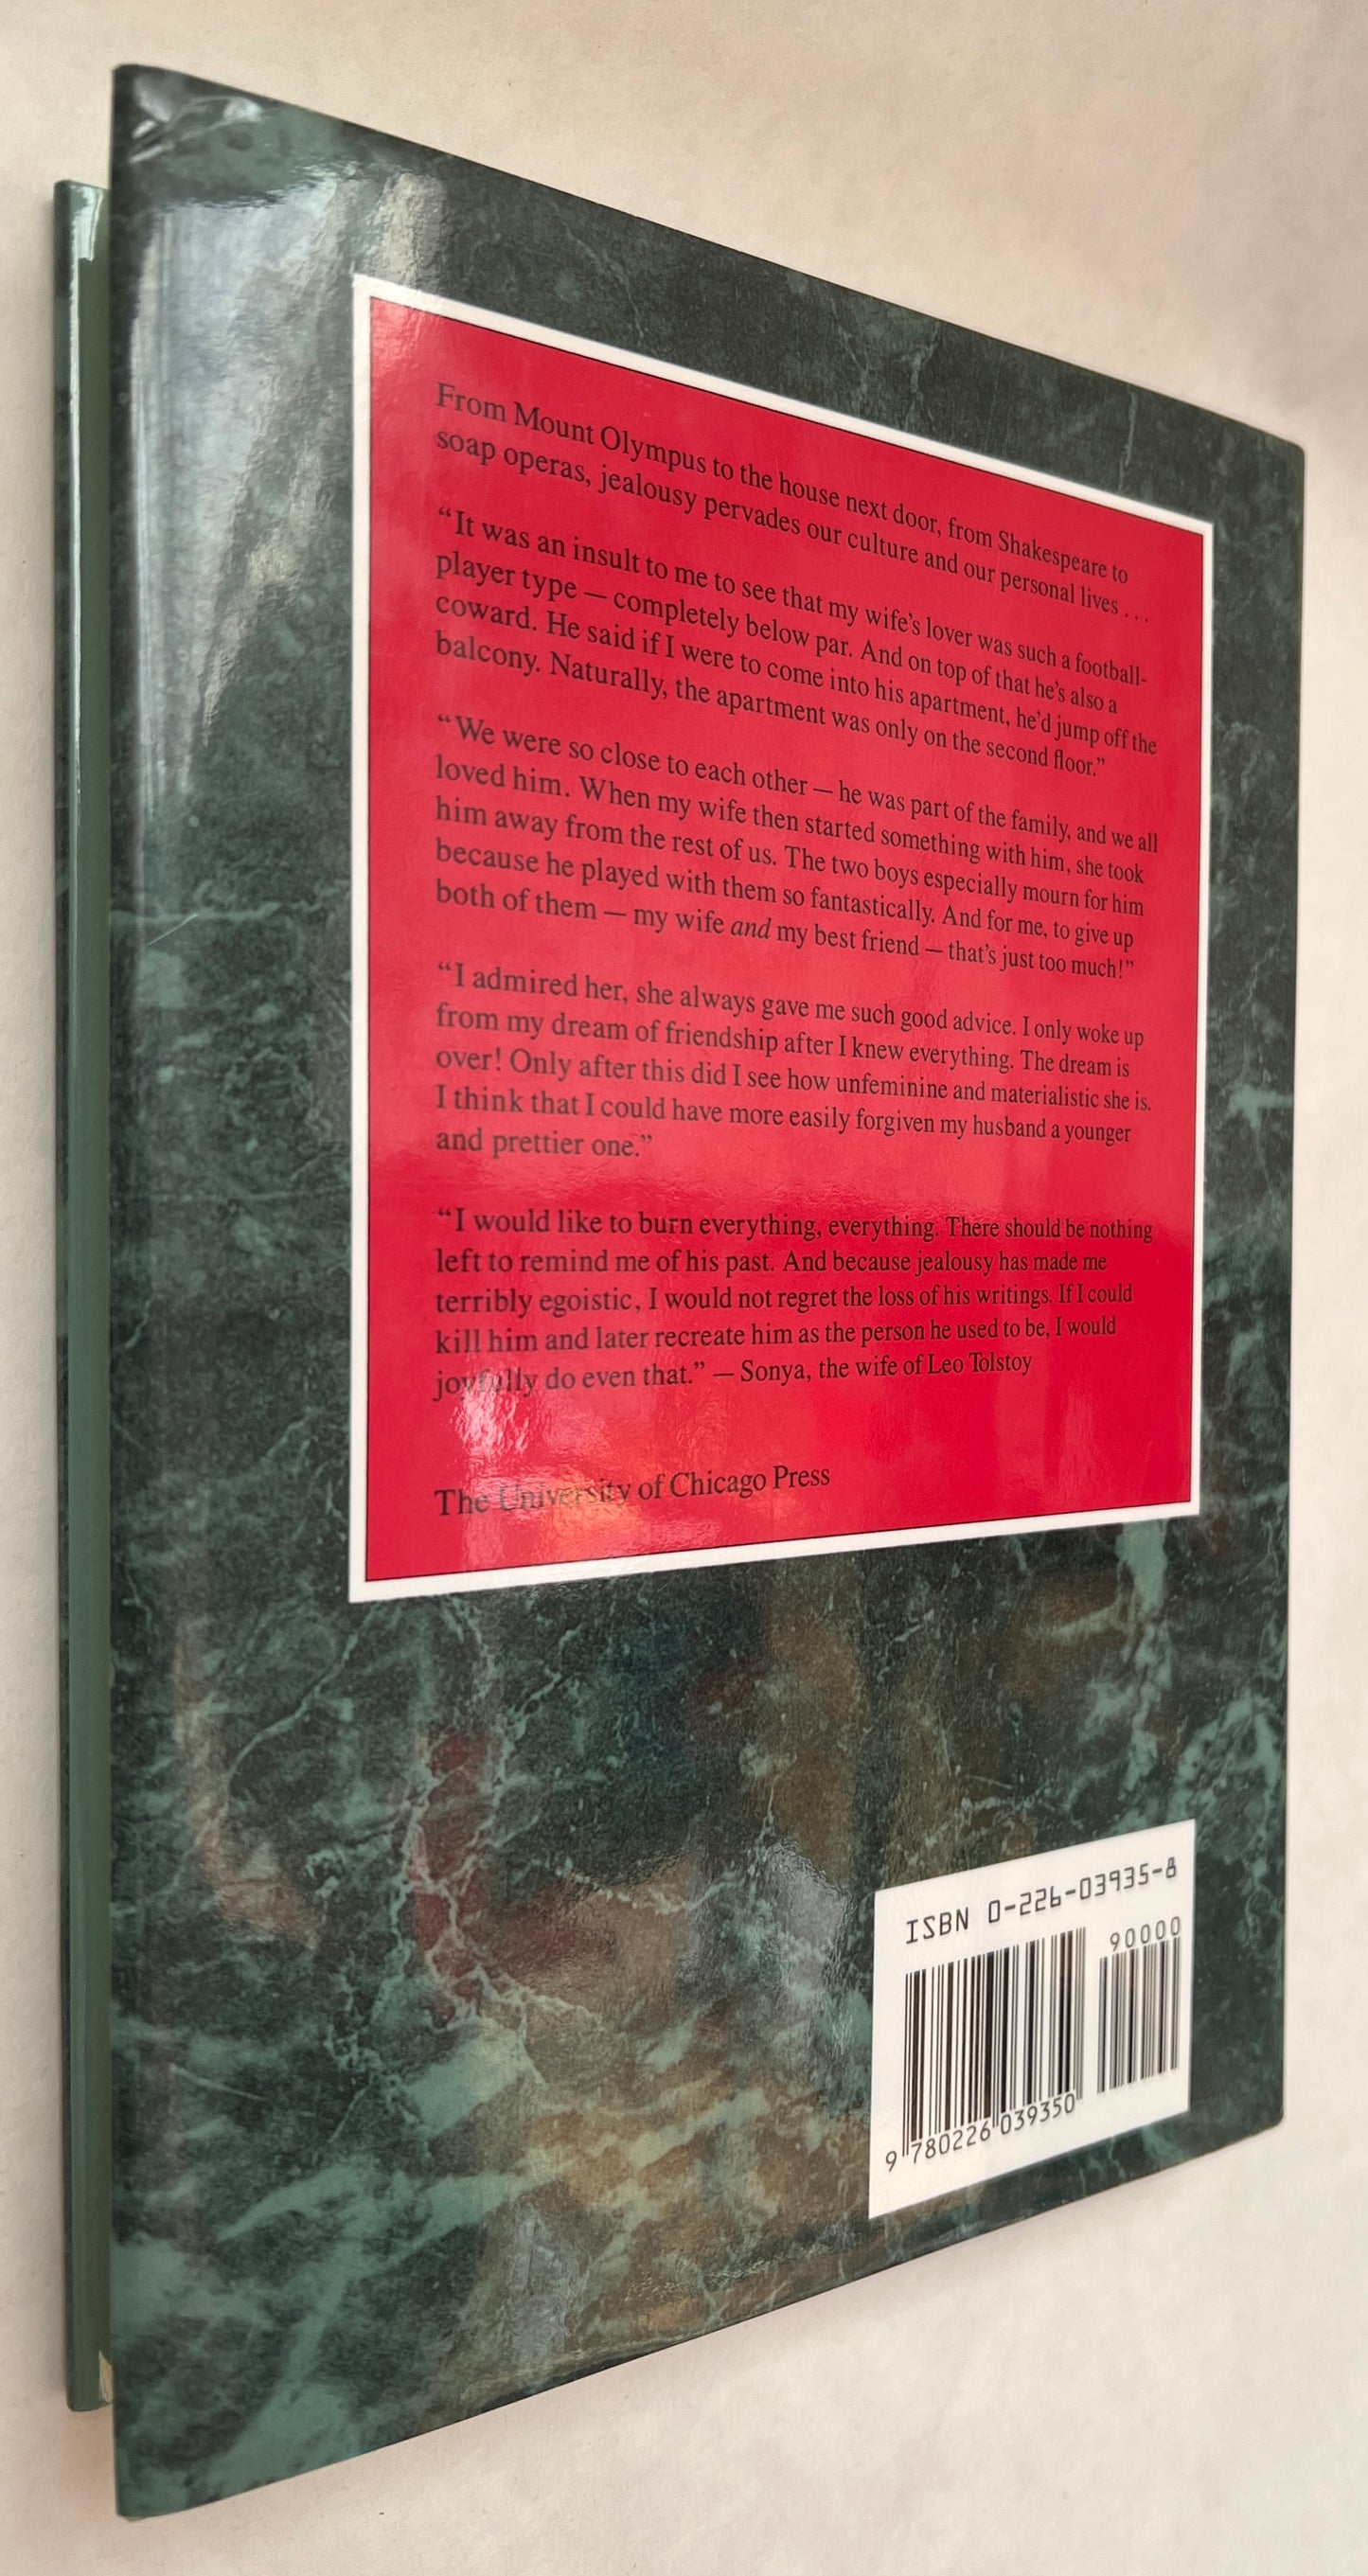 From Mount Olympus to the house next door, from Shakespeare to
soap operas, jealousy pervades our culture and our personal lives . . .
“It was an insult to me to see that my wife’s lover was such a football-
player type — completely below par. And on top of that he’s also a
coward. He said if I were to come into his apartment, he’d jump off the
balcony. Naturally, the apartment was only on the second floor.”
“We were so close to each other — he was part of the family, and we all
loved him. When my wife then started something with him, she took
him away from the rest of us. The two boys especially mourn for him
because he played with them so fantastically. And for me, to give up
both of them — my wife and my best friend — that’s just too much!”
“I admired her, she always gave me such good advice. I only woke up
from my dream of friendship after I knew everything. The dream is
over! Only after this did I see how unfeminine and materialistic she is.
I think that I could have more easily forgiven my husband a younger
and prettier one.”
“I would like to burn everything, everything. There should be nothing
left to remind me of his past. And because jealousy has made me
terribly egoistic, I would not regret the loss of his writings. If I could
kill him and later recreate him as the person he used to be, I would
joyfully do even that.” — Sonya, the wife of Leo Tolstoy
The University of Chicago Press
ISBN 0-226-03935-8
90000
9 780226 039350